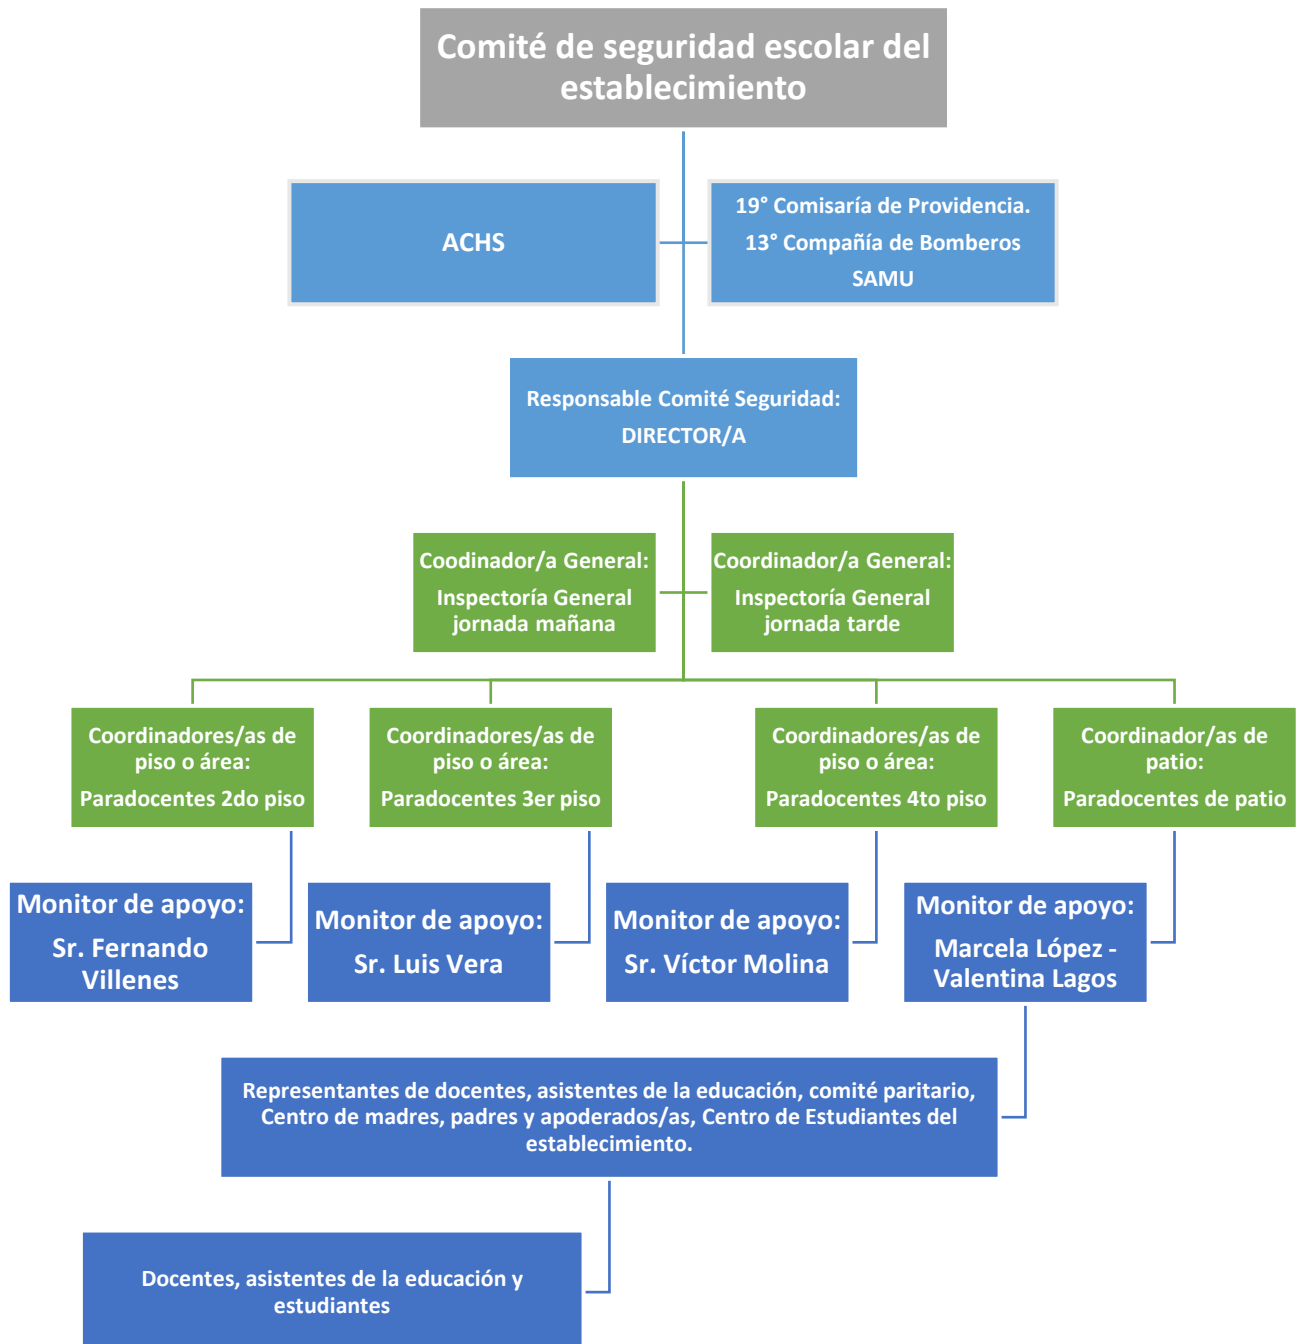 Comité de seguridad escolar del
establecimiento
ACHS
19° Comisaría de Providencia.
13° Compañía de Bomberos
SAMU
Responsable Comité Seguridad:
DIRECTOR/A
Coodinador/a General:
Inspectoría General
jornada mañana
Coordinador/a General:
Inspectoría General
jornada tarde
Coordinadores/as de
piso o área:
Paradocentes 2do piso
Coordinadores/as de
piso o área:
Paradocentes 3er piso
Coordinadores/as de
piso o área:
Paradocentes 4to piso
Coordinador/as de
patio:
Paradocentes de patio
Monitor de apoyo:
Sr. Fernando
Villenes
Monitor de apoyo:
Sr. Luis Vera
Monitor de apoyo:
Sr. Víctor Molina
Monitor de apoyo:
Marcela López -
Valentina Lagos
Representantes de docentes, asistentes de la educación, comité paritario,
Centro de madres, padres y apoderados/as, Centro de Estudiantes del
establecimiento.
Docentes, asistentes de la educación y
estudiantes